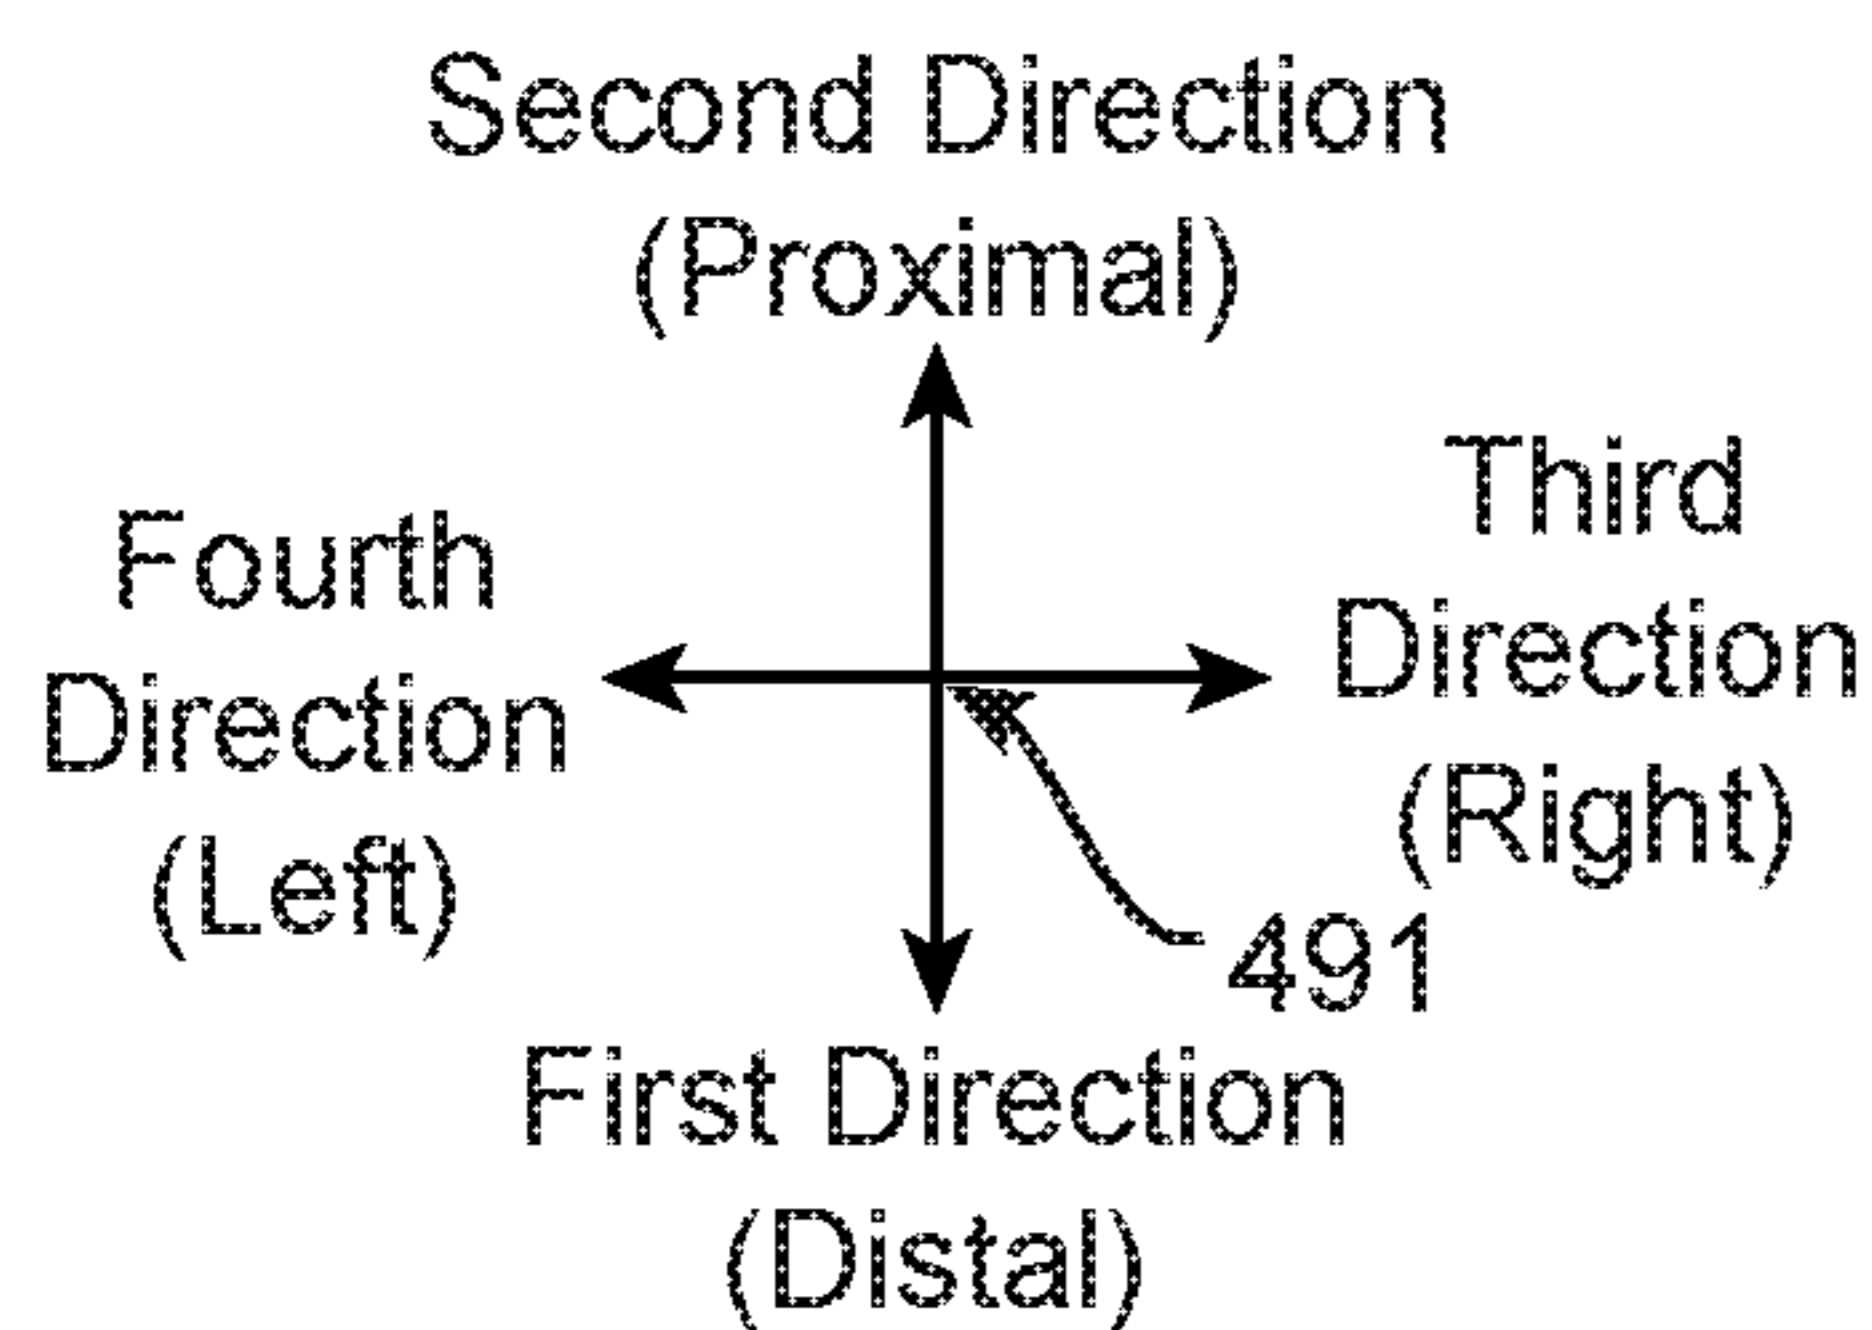 Second Direction
(Proximal)
Fourth
Direction
(Left)
Third
Direction
(Right)
491
First Direction
(Distal)